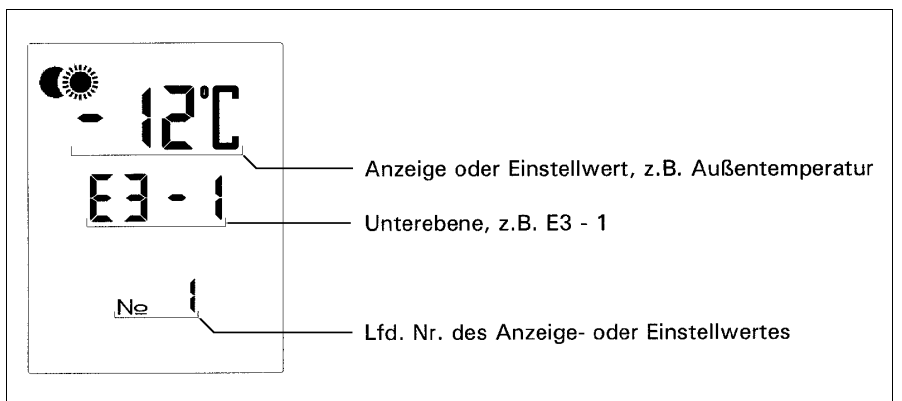 - 12°C
Anzeige oder Einstellwert, z.B. Außentemperatur
E3 - 1
Unterebene, z.B. E3 - 1
№ 1
Lfd. Nr. des Anzeige- oder Einstellwertes